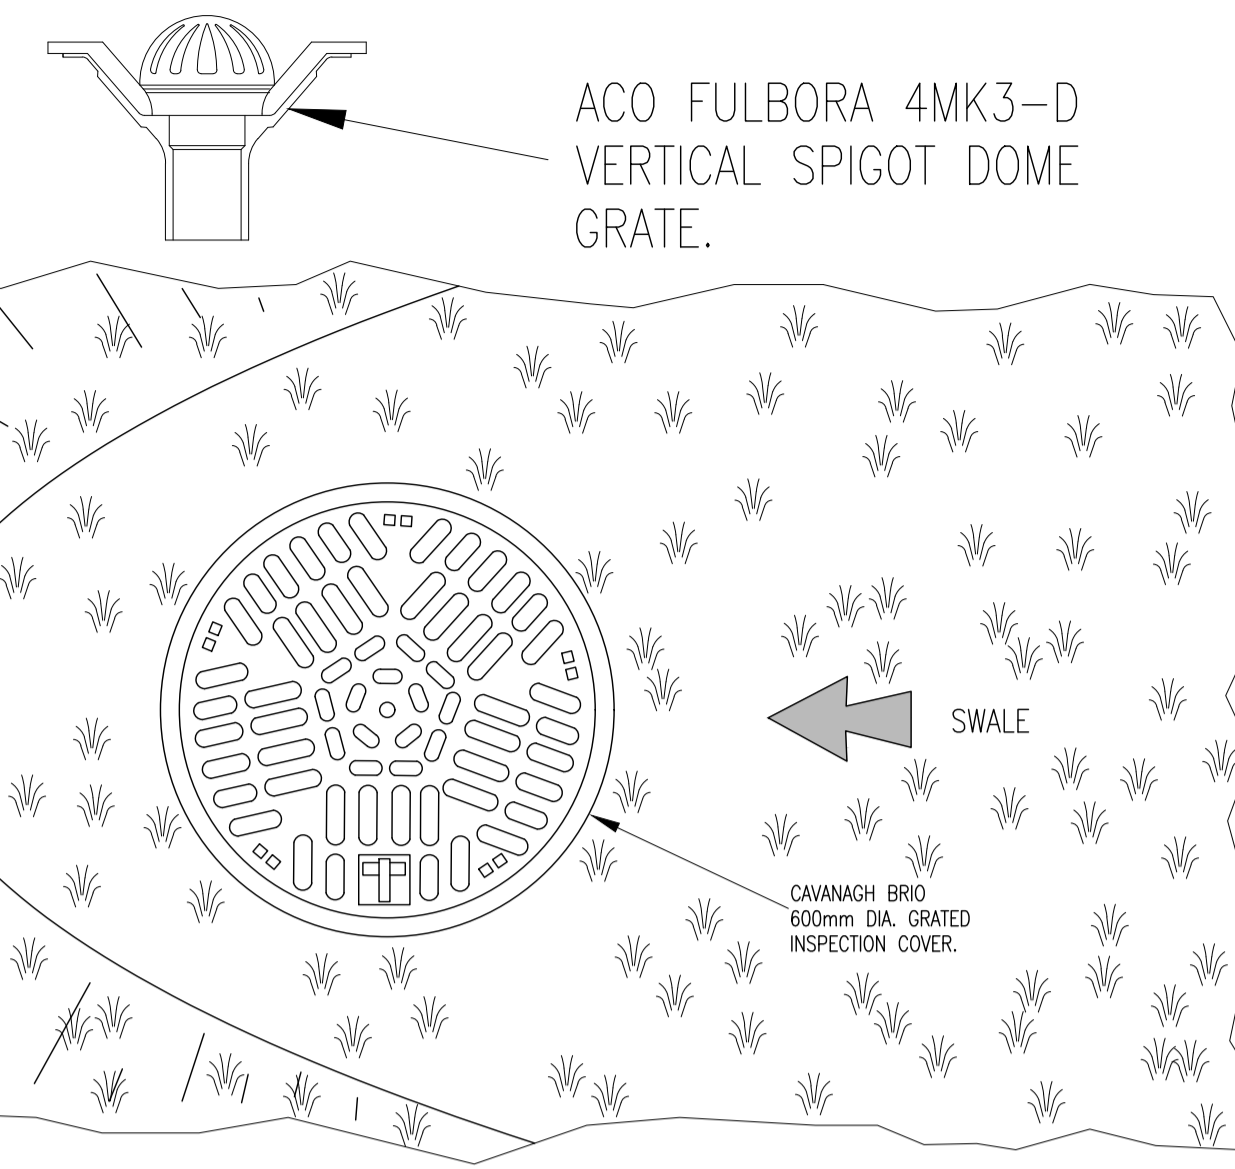 ACO FULBORA 4MK3-D
VERTICAL SPIGOT DOME
GRATE.
SWALE
CAVANAGH BRIO
600mm DIA. GRATED
INSPECTION COVER.